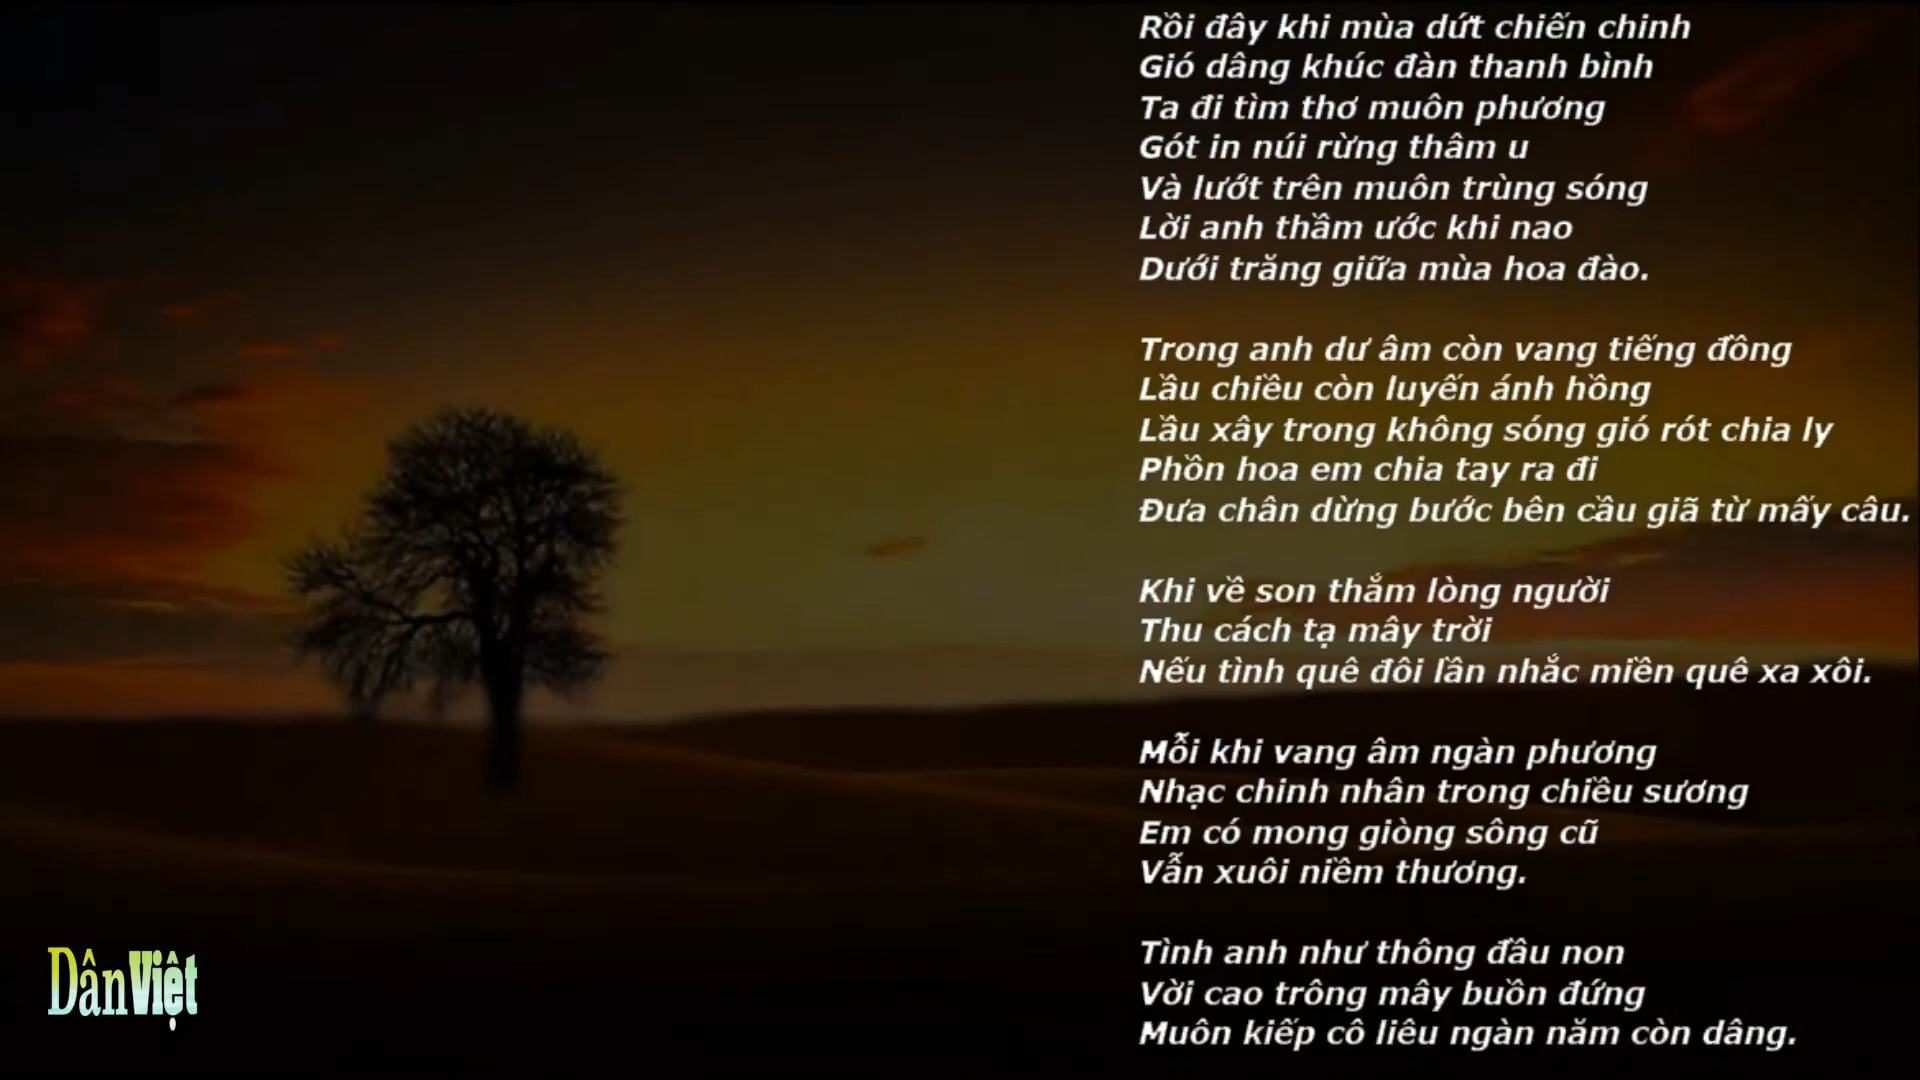 Rồi đây khi mùa dứt chiến chinh
Gió dâng khúc đàn thanh bình
Ta đi tìm thơ muôn phương
Gót in núi rừng thâm u
Và lướt trên muôn trùng sóng
Lời anh thầm ước khi nao
Dưới trăng giữa mùa hoa đào.
Trong anh dư âm còn vang tiếng đồng
Lầu chiều còn luyến ánh hồng
Lầu xây trong không sóng gió rót chia ly
Phồn hoa em chia tay ra đi
Đưa chân dừng bước bên cầu giã từ mấy câu.
Khi về son thắm lòng người
Thu cách tạ mây trời
Nếu tình quê đôi lần nhắc miền quê xa xôi.
Mỗi khi vang âm ngàn phương
Nhạc chinh nhân trong chiều sương
Em có mong giòng sông cũ
Vẫn xuôi niềm thương.
Tình anh như thông đầu non
Vời cao trông mây buồn đứng
Muôn kiếp cô liêu ngàn năm còn dâng.
DânViệt